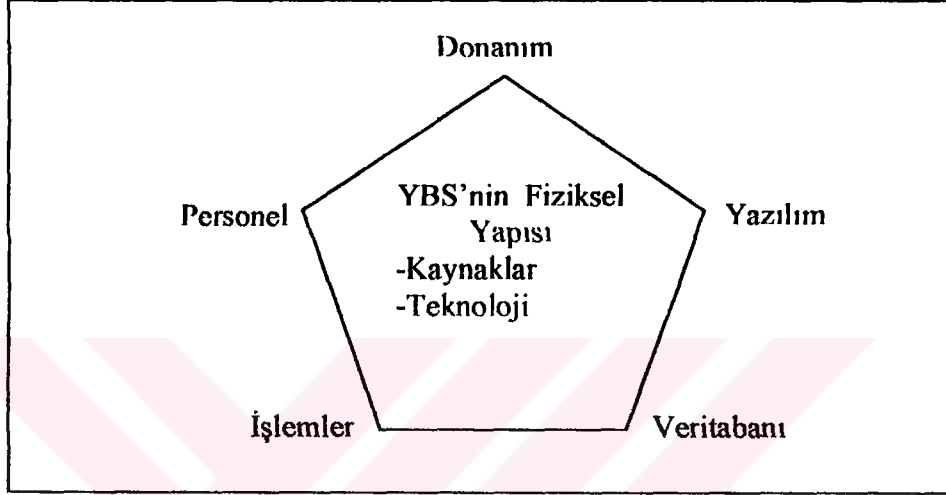 Donanım
Personel
YBS'nin Fiziksel
Yapısı
-Kaynaklar
-Teknoloji
Yazılım
İşlemler
Veritabanı